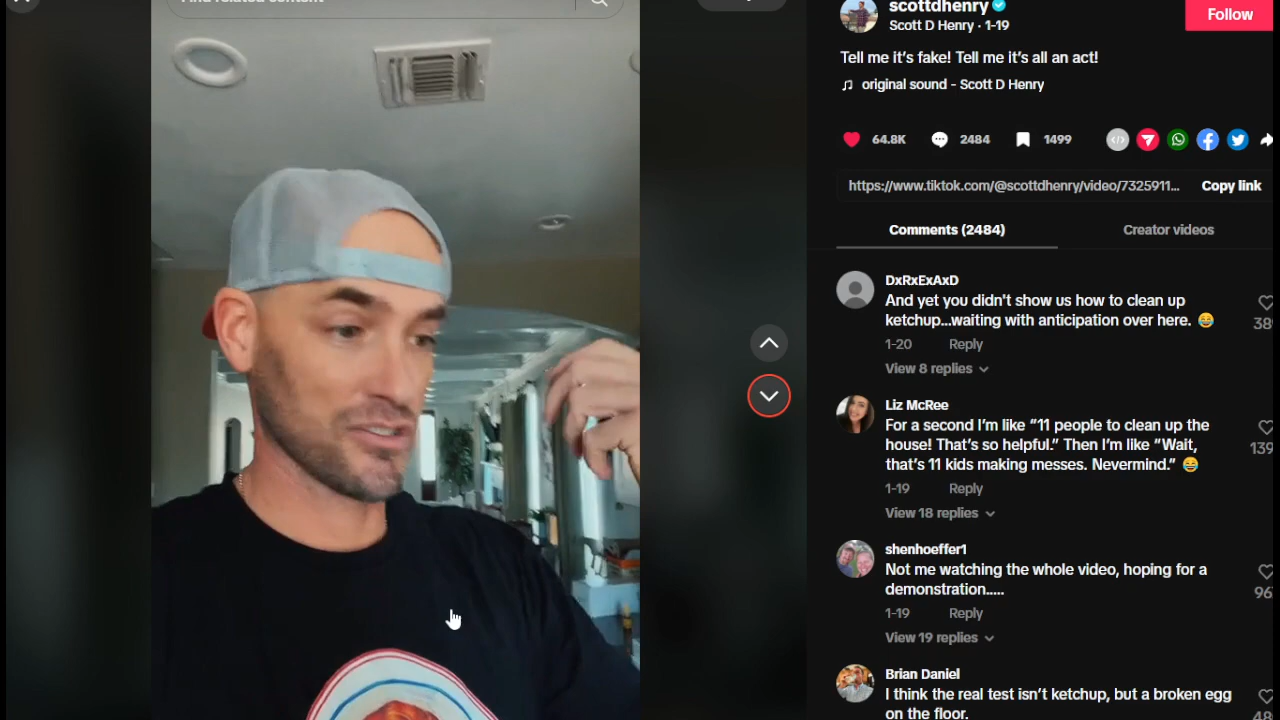 scottdhenry
Scott D Henry · 1-19
Follow
Tell me it's fake! Tell me it's all an act!
original sound - Scott D Henry
64.8K
2484
1499
https://www.tiktok.com/@scottdhenry/video/7325911...
Copy link
Comments (2484)
Creator videos
DxRxExAxD
And yet you didn't show us how to clean up
ketchup...waiting with anticipation over here. 😂
1-20
Reply
View 8 replies
Liz McRee
For a second I'm like "11 people to clean up the
house! That's so helpful." Then I'm like "Wait,
that's 11 kids making messes. Nevermind." 😂
139
1-19
Reply
View 18 replies
shenhoeffer1
Not me watching the whole video, hoping for a
demonstration.....
1-19
Reply
View 19 replies
Brian Daniel
I think the real test isn't ketchup, but a broken egg
on the floor.